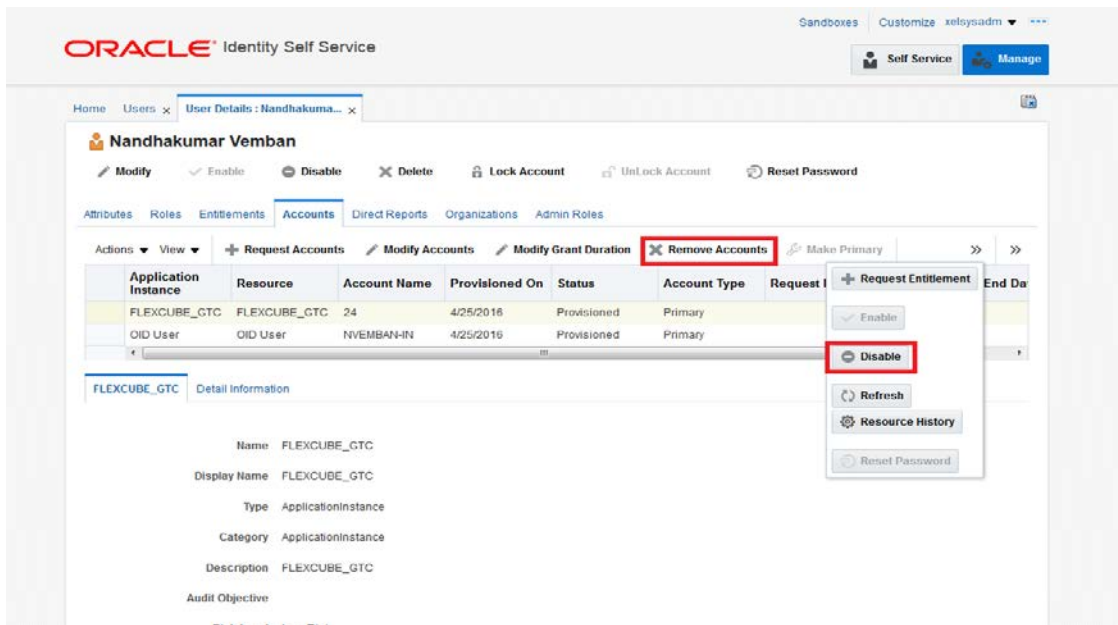 Sandboxes Customize xelsysadm
ORACLE Identity Self Service
Self Service Manage
Home Users x User Details : Nandhakuma... x
Nandhakumar Vemban
Modify Enable Disable Delete Lock Account UnLock Account Reset Password
Attributes Roles Entitlements Accounts Direct Reports Organizations Admin Roles
Actions View Request Accounts Modify Accounts Modify Grant Duration Remove Accounts Make Primary » »
Application Instance Resource Account Name Provisioned On Status Account Type Request End Da
FLEXCUBE_GTC FLEXCUBE_GTC 24 4/25/2016 Provisioned Primary
OID User OID User NVEMBAN-IN 4/25/2016 Provisioned Primary
Request Entitlement
Enable
Disable
Refresh
Resource History
Reset Password
FLEXCUBE_GTC Detail Information
Name FLEXCUBE_GTC
Display Name FLEXCUBE_GTC
Type ApplicationInstance
Category ApplicationInstance
Description FLEXCUBE_GTC
Audit Objective